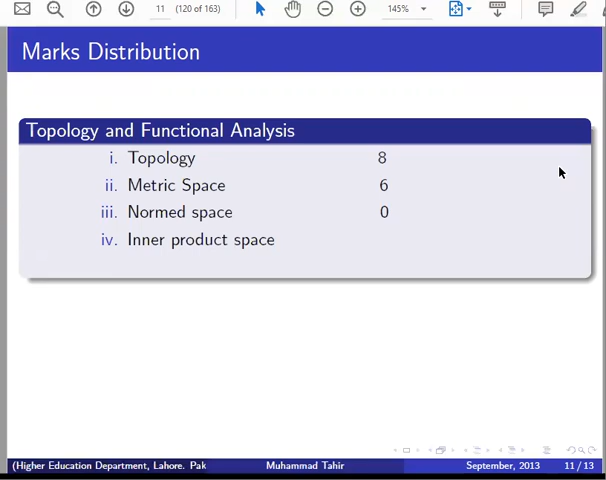 11 (120 of 163) 145%
Marks Distribution
Topology and Functional Analysis
i. Topology 8
ii. Metric Space 6
iii. Normed space 0
iv. Inner product space
(Higher Education Department, Lahore. Pak Muhammad Tahir September, 2013 11 / 13